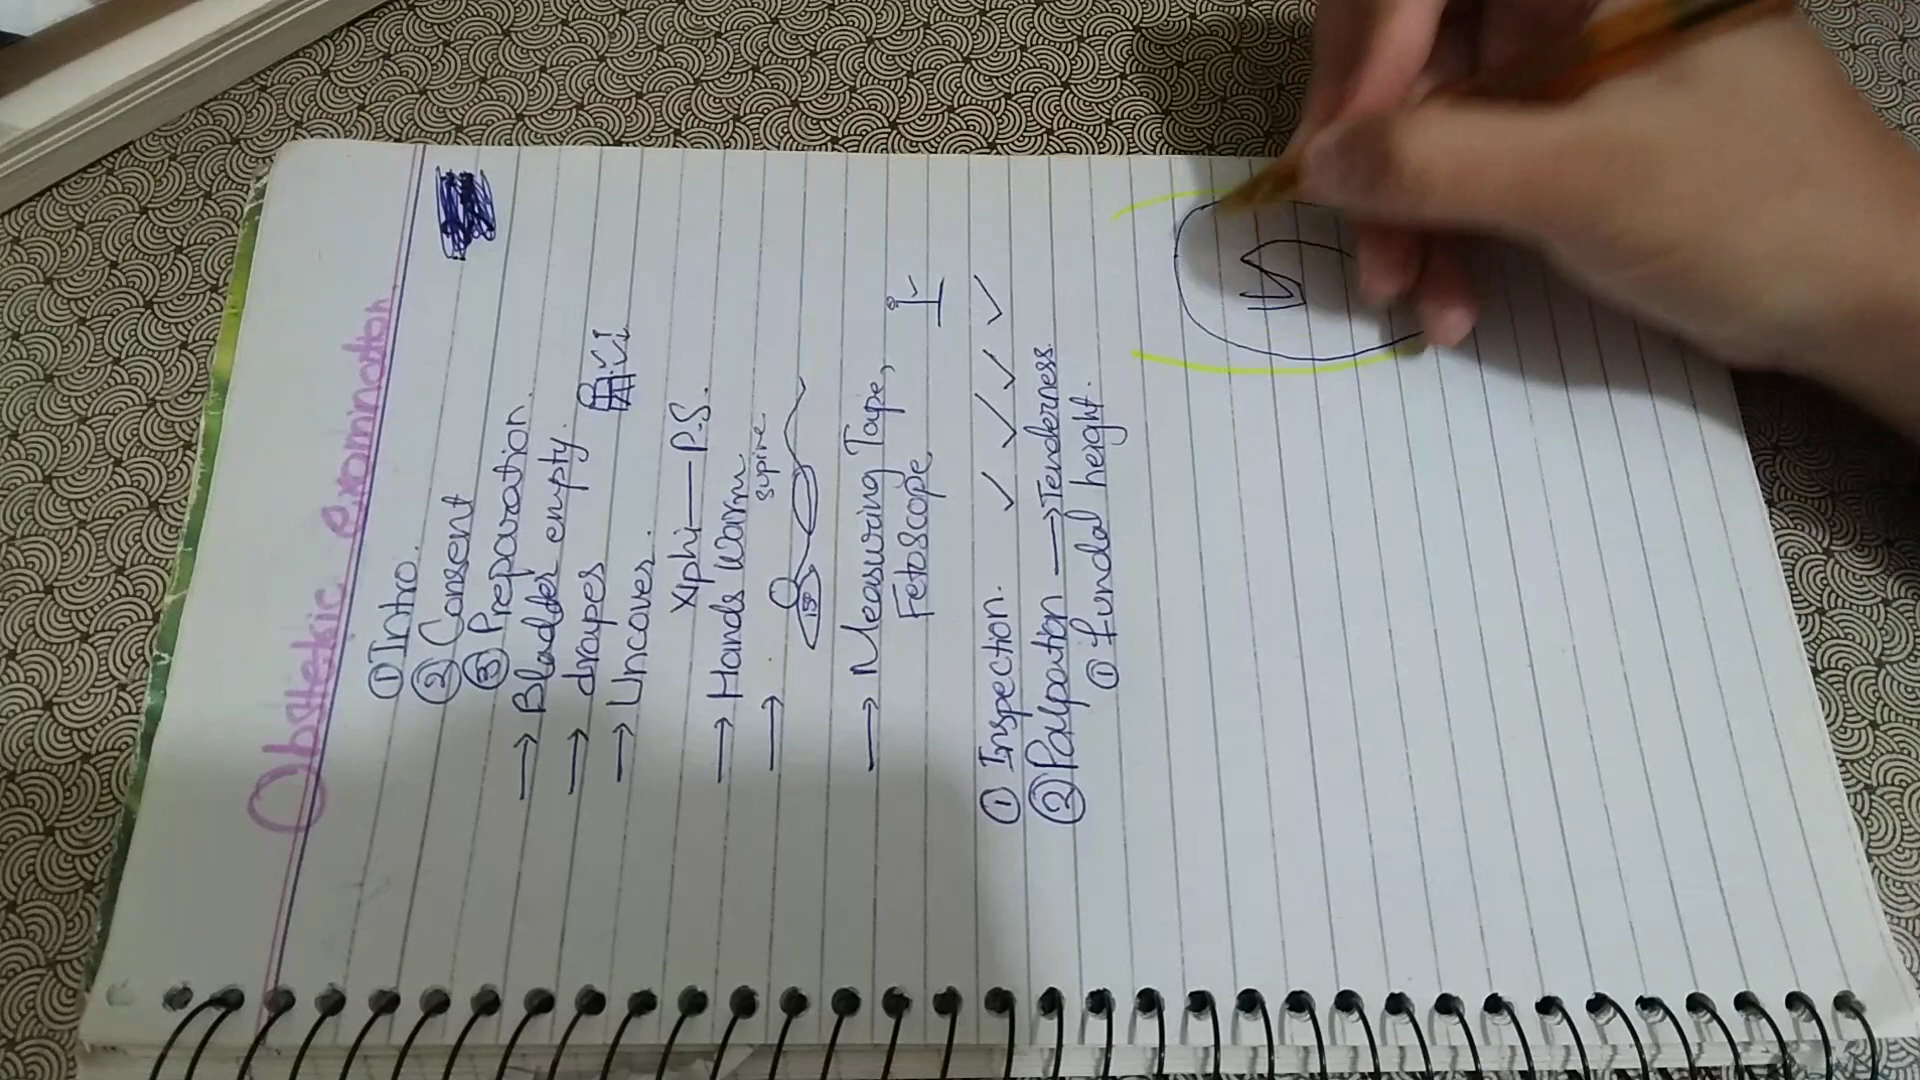 Obstetric examination.
① Intro.
② Consent
③ Preparation.
→ Bladder empty.
→ drapes
→ Uncover.
Xiphi — P.S.
→ Hands Warm
→ supine
15°
→ Measuring Tape,
Fetoscope
① Inspection. ✓ ✓ ✓ ✓
② Palpation → Tenderness.
① fundal height.